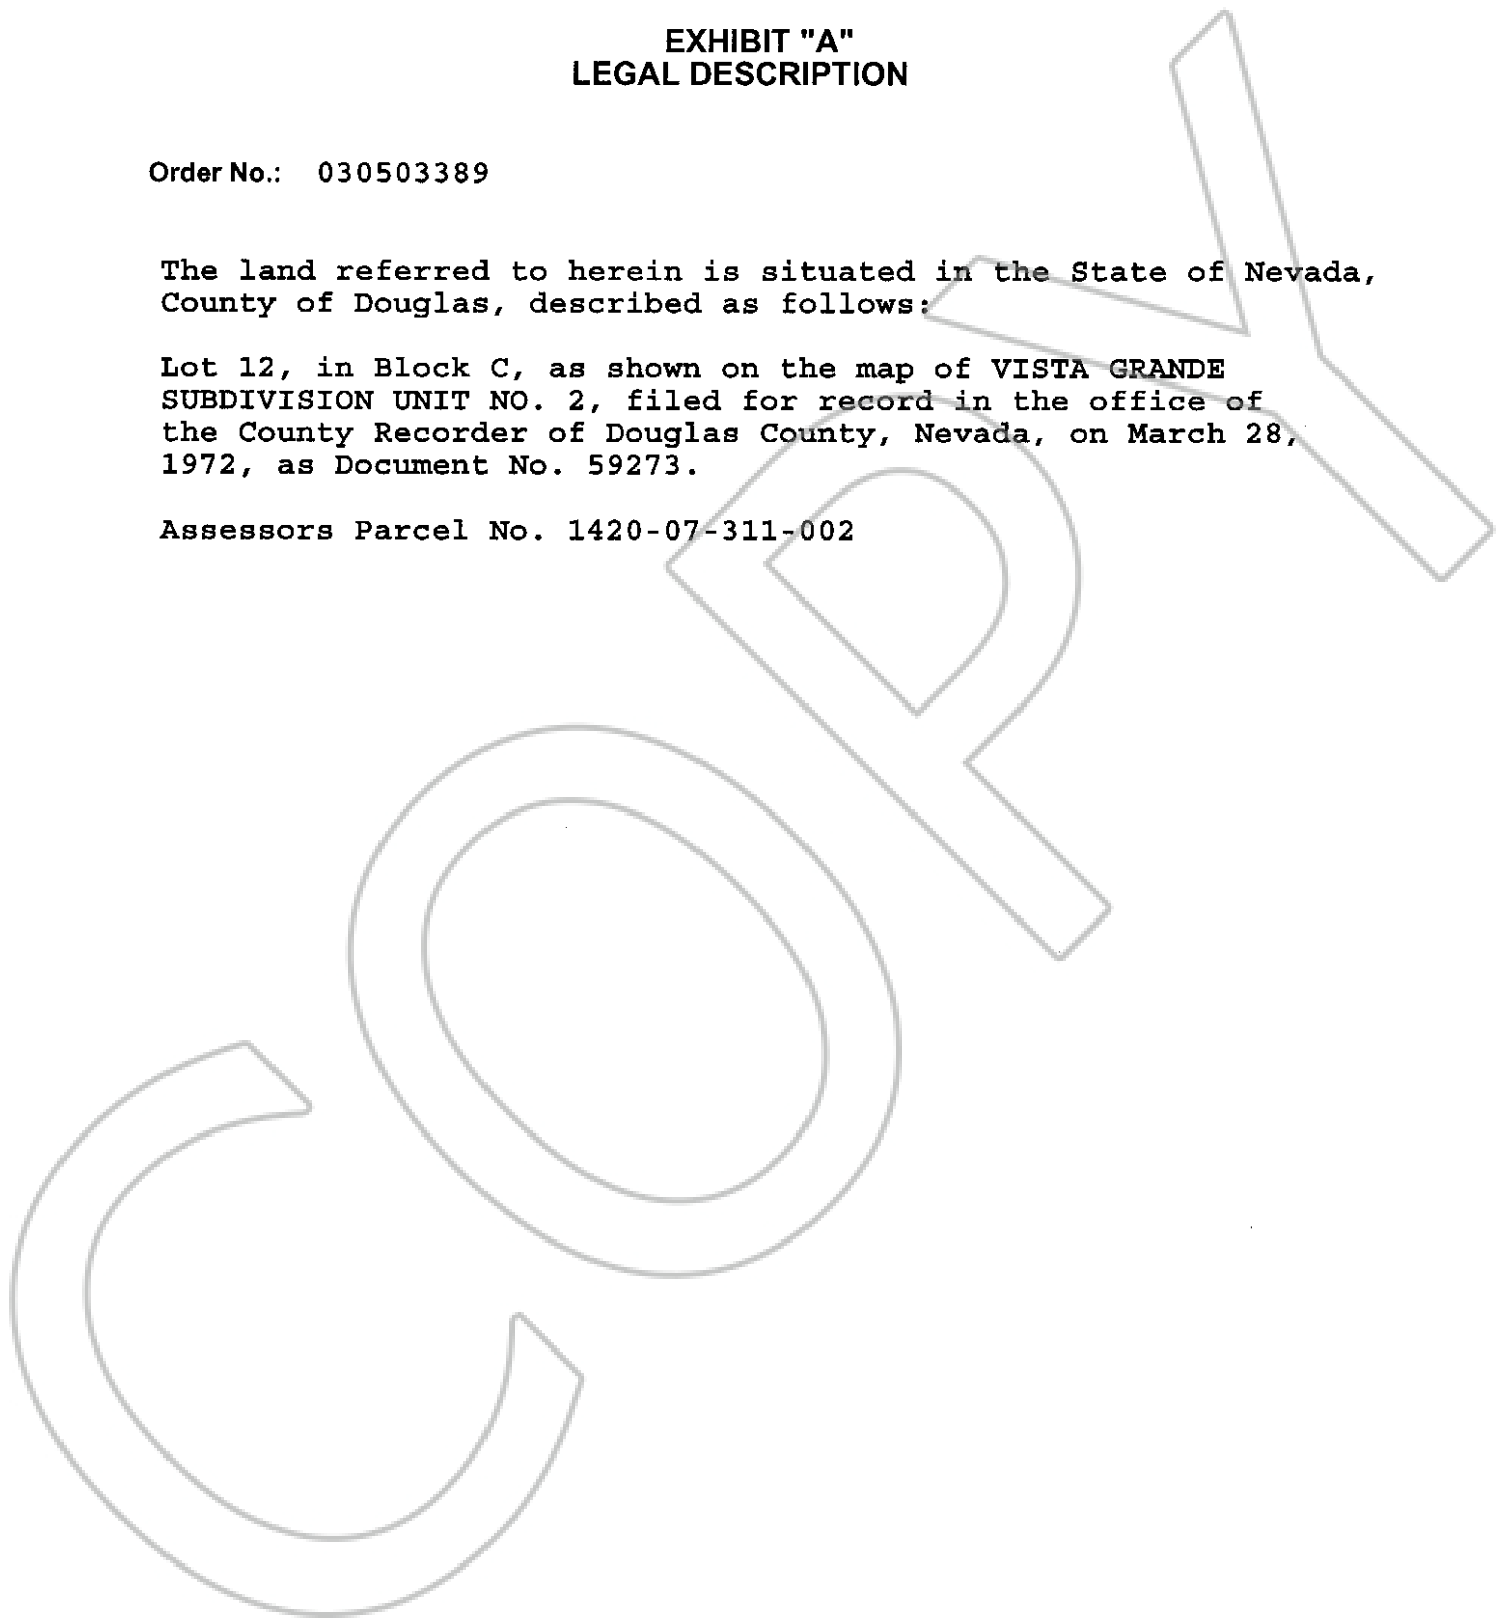 EXHIBIT "A"
LEGAL DESCRIPTION
Order No.: 030503389
The land referred to herein is situated in the State of Nevada,
County of Douglas, described as follows:
Lot 12, in Block C, as shown on the map of VISTA GRANDE
SUBDIVISION UNIT NO. 2, filed for record in the office of
the County Recorder of Douglas County, Nevada, on March 28,
1972, as Document No. 59273.
Assessors Parcel No. 1420-07-311-002
COPY